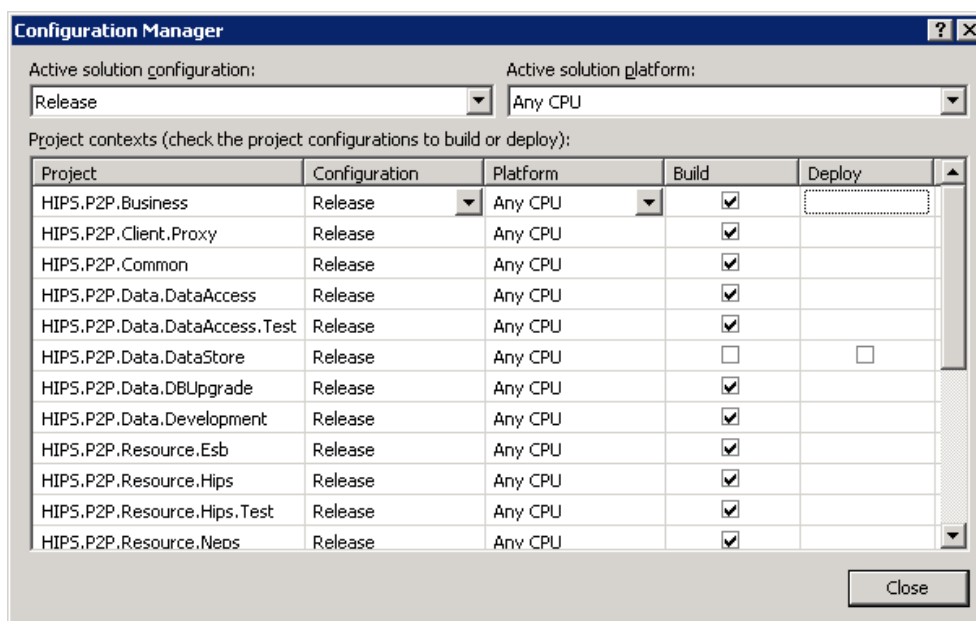 Configuration Manager
Active solution configuration: Active solution platform:
Release Any CPU
Project contexts (check the project configurations to build or deploy):
Project Configuration Platform Build Deploy
HIPS.P2P.Business Release Any CPU
HIPS.P2P.Client.Proxy Release Any CPU
HIPS.P2P.Common Release Any CPU
HIPS.P2P.Data.DataAccess Release Any CPU
HIPS.P2P.Data.DataAccess.Test Release Any CPU
HIPS.P2P.Data.DataStore Release Any CPU
HIPS.P2P.Data.DBUpgrade Release Any CPU
HIPS.P2P.Data.Development Release Any CPU
HIPS.P2P.Resource.Esb Release Any CPU
HIPS.P2P.Resource.Hips Release Any CPU
HIPS.P2P.Resource.Hips.Test Release Any CPU
HIPS.P2P.Resource.Neps Release Any CPU
Close